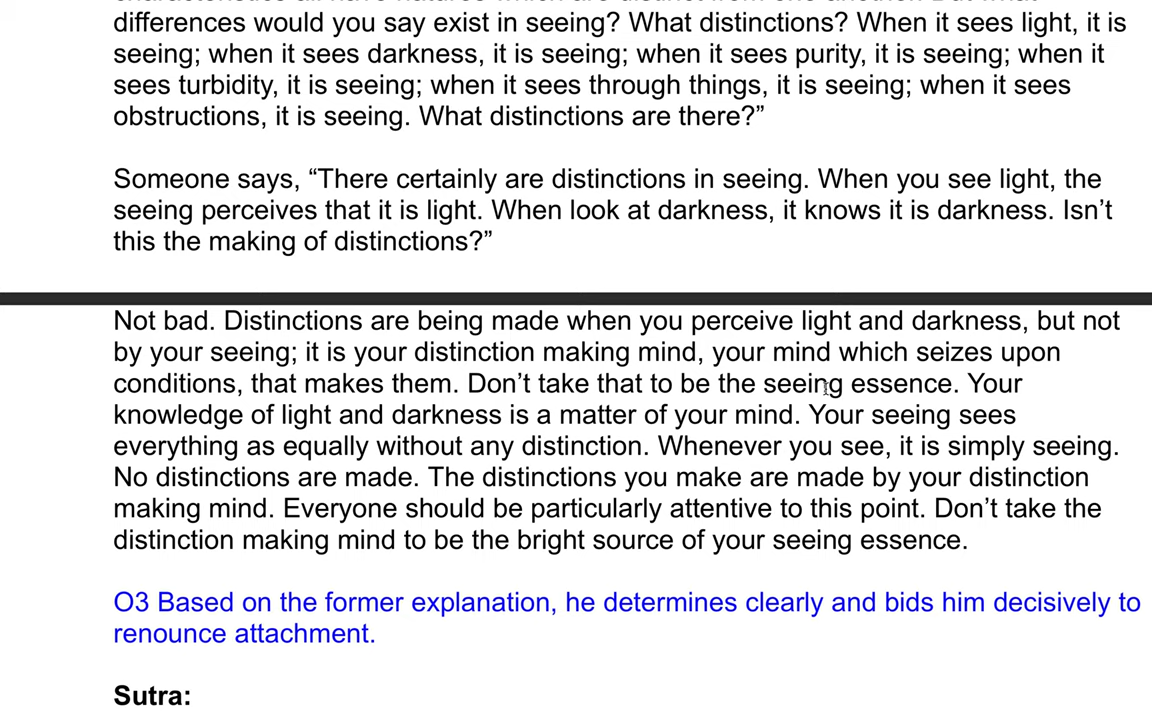 differences would you say exist in seeing? What distinctions? When it sees light, it is
seeing; when it sees darkness, it is seeing; when it sees purity, it is seeing; when it
sees turbidity, it is seeing; when it sees through things, it is seeing; when it sees
obstructions, it is seeing. What distinctions are there?”
Someone says, “There certainly are distinctions in seeing. When you see light, the
seeing perceives that it is light. When look at darkness, it knows it is darkness. Isn’t
this the making of distinctions?”
Not bad. Distinctions are being made when you perceive light and darkness, but not
by your seeing; it is your distinction making mind, your mind which seizes upon
conditions, that makes them. Don’t take that to be the seeing essence. Your
knowledge of light and darkness is a matter of your mind. Your seeing sees
everything as equally without any distinction. Whenever you see, it is simply seeing.
No distinctions are made. The distinctions you make are made by your distinction
making mind. Everyone should be particularly attentive to this point. Don’t take the
distinction making mind to be the bright source of your seeing essence.
O3 Based on the former explanation, he determines clearly and bids him decisively to
renounce attachment.
Sutra: